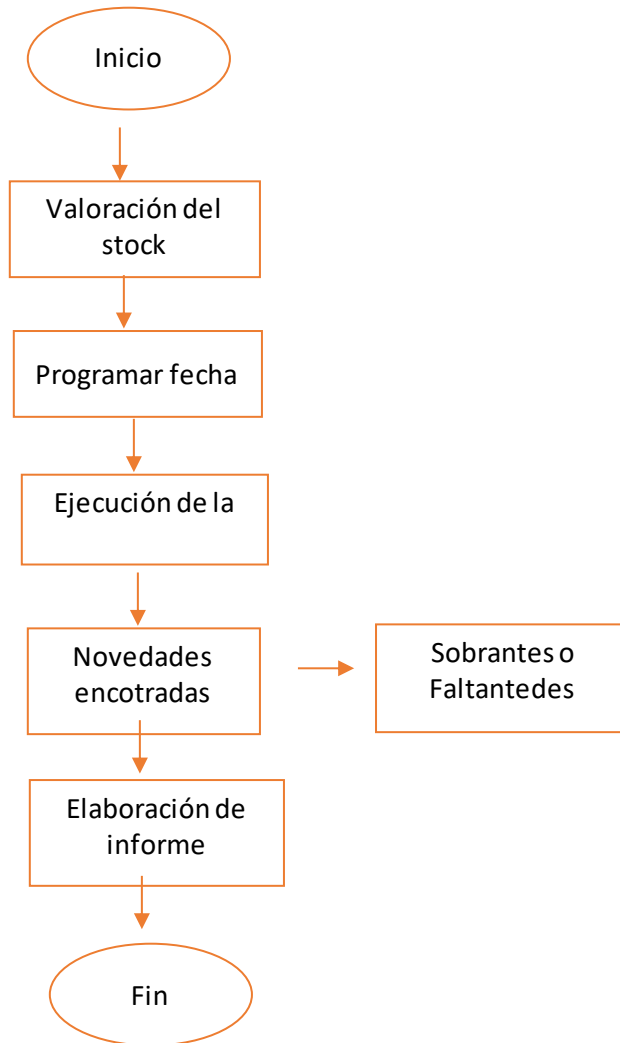 Inicio
Valoración del
stock
Programar fecha
Ejecución de la
Novedades
encotradas
Sobrantes o
Faltantedes
Elaboración de
informe
Fin